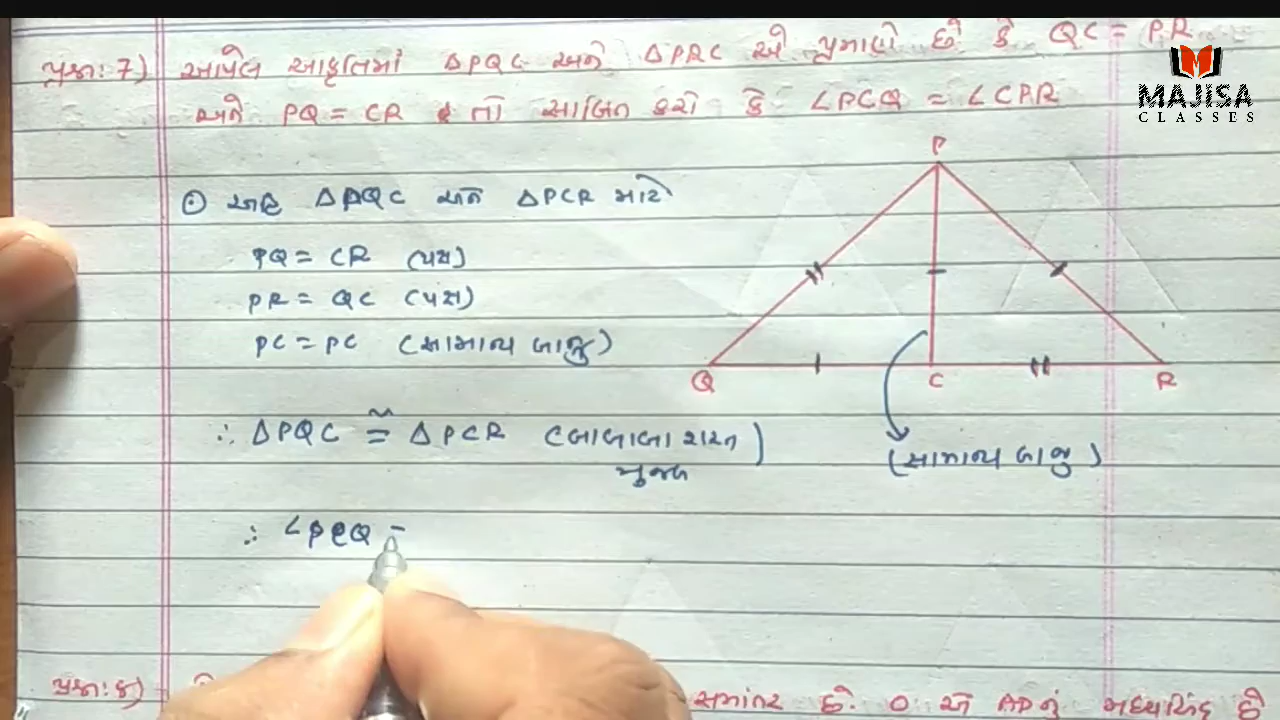 પ્રશ્ન: 7) આપેલ આકૃતિમાં ΔPQC અને ΔPRC એ પ્રમાણે છે કે QC = PR
અને PQ = CR તો સાબિત કરો કે ∠PCQ = ∠CPR
MAJISA
CLASSES
P
ΔPQC અને ΔPCR માટે
PQ = CR (પક્ષ)
PR = QC (પક્ષ)
PC = PC (સામાન્ય બાજુ)
Q C R
∴ ΔPQC ≅ ΔPCR (બાબાબા શરત
મુજબ)
(સામાન્ય બાજુ)
∴ ∠PCQ =
પ્રશ્ન: 8) સમાંતર છે. O એ ADનું મધ્યબિંદુ છે